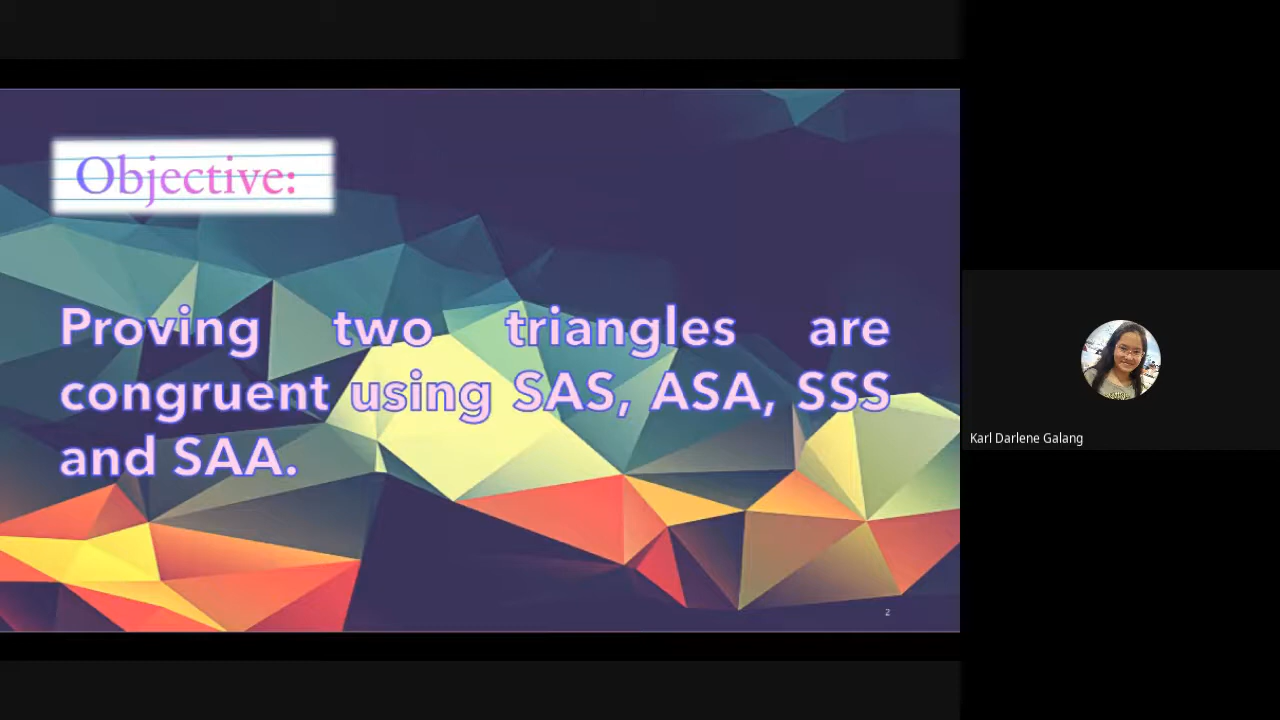 Objective:
Proving two triangles are
congruent using SAS, ASA, SSS
and SAA.
2
Karl Darlene Galang